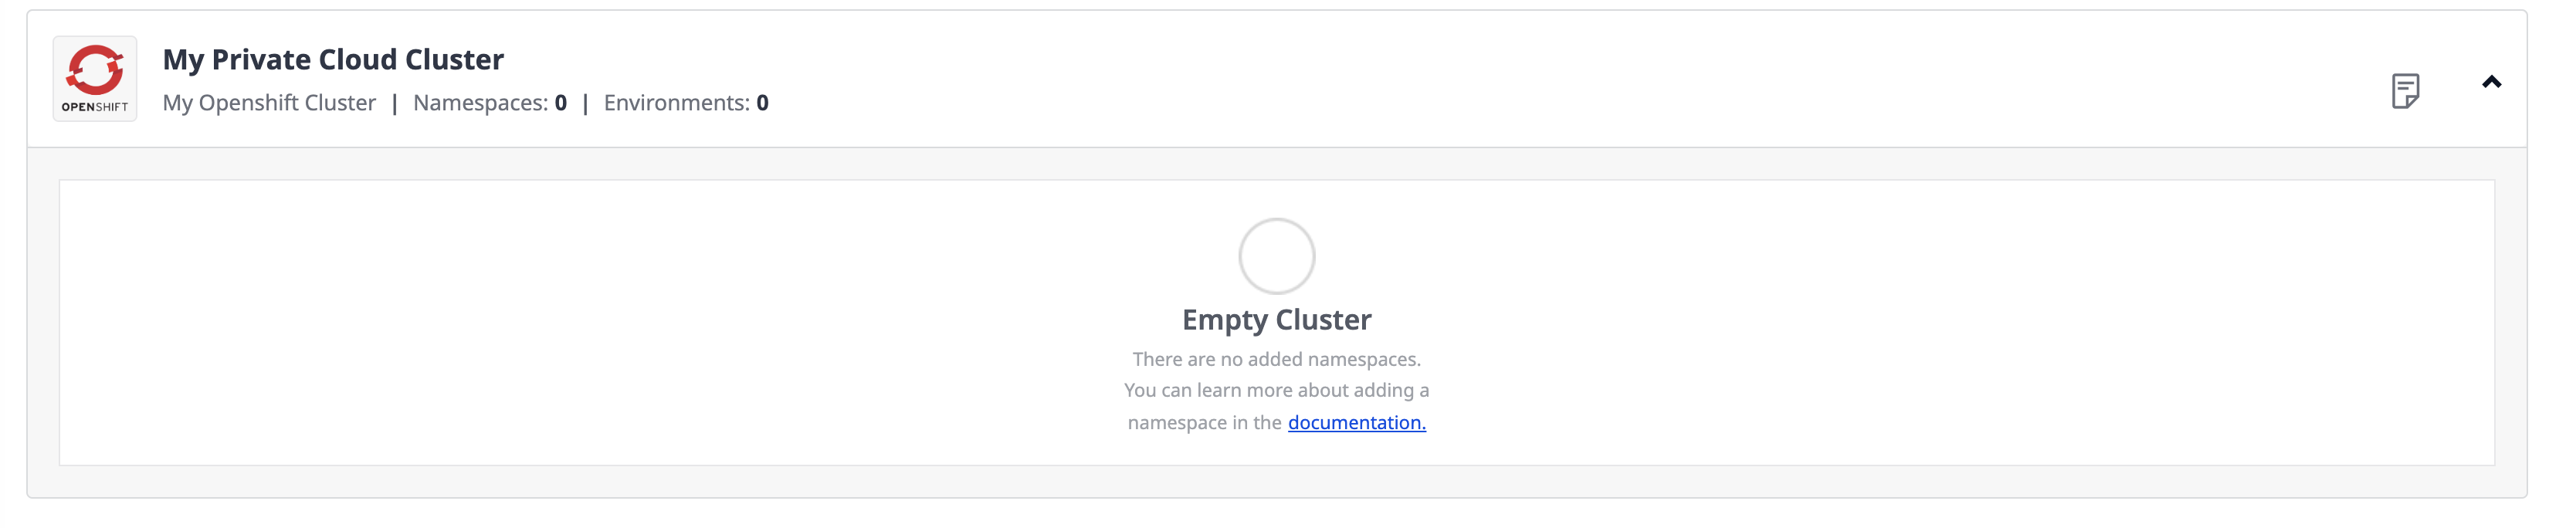 OPENSHIFT
My Private Cloud Cluster
My Openshift Cluster | Namespaces: 0 | Environments: 0
Empty Cluster
There are no added namespaces.
You can learn more about adding a
namespace in the documentation.